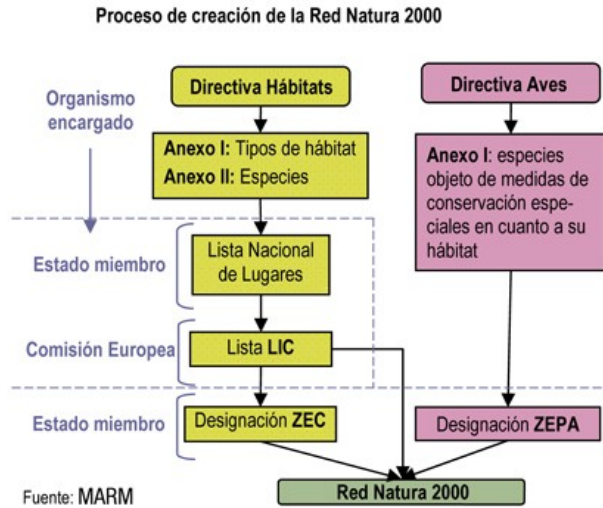 Proceso de creación de la Red Natura 2000
Organismo
encargado
Directiva Hábitats
Directiva Aves
Anexo I: Tipos de hábitat
Anexo II: Especies
Anexo I: especies
objeto de medidas de
conservación espe-
ciales en cuanto a su
hábitat
Estado miembro
Lista Nacional
de Lugares
Comisión Europea
Lista LIC
Estado miembro
Designación ZEC
Designación ZEPA
Red Natura 2000
Fuente: MARM